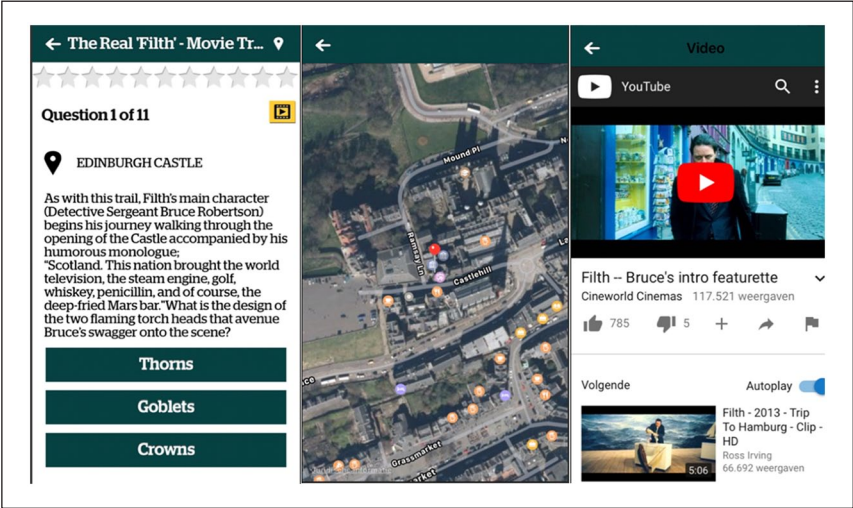 The Real 'Filth' - Movie Tr...
Question 1 of 11
EDINBURGH CASTLE
As with this trail, Filth's main character
(Detective Sergeant Bruce Robertson)
begins his journey walking through the
opening of the Castle accompanied by his
humorous monologue;
"Scotland. This nation brought the world
television, the steam engine, golf,
whiskey, penicillin, and of course, the
deep-fried Mars bar."What is the design of
the two flaming torch heads that avenue
Bruce's swagger onto the scene?
Thorns
Goblets
Crowns
Mound Pl
N
Ramsay Ln
La
Castlehill
ce
Grassmarket
arket
Video
YouTube
Filth -- Bruce's intro featurette
Cineworld Cinemas 117.521 weergaven
785
5
Volgende
Autoplay
Filth - 2013 - Trip
To Hamburg - Clip -
HD
Ross Irving
66.692 weergaven
5:06